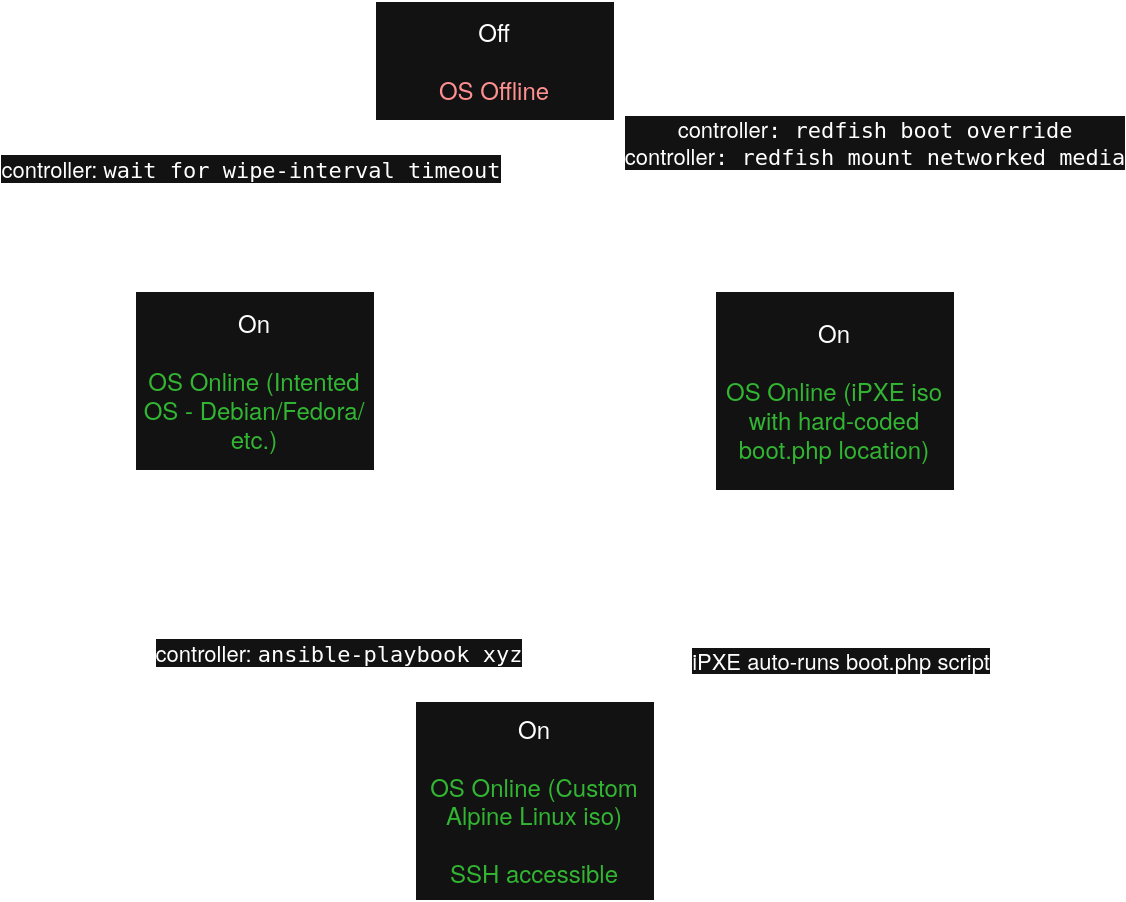 Off
OS Offline
controller: redfish boot override
controller: redfish mount networked media
controller: wait for wipe-interval timeout
On
OS Online (Intented
OS - Debian/Fedora/
etc.)
On
OS Online (iPXE iso
with hard-coded
boot.php location)
controller: ansible-playbook xyz
iPXE auto-runs boot.php script
On
OS Online (Custom
Alpine Linux iso)
SSH accessible